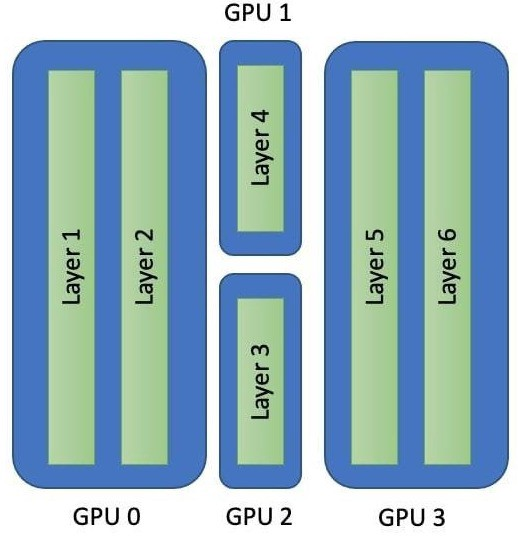 GPU 1
Layer 1
Layer 2
Layer 4
Layer 3
Layer 5
Layer 6
GPU 0
GPU 2
GPU 3